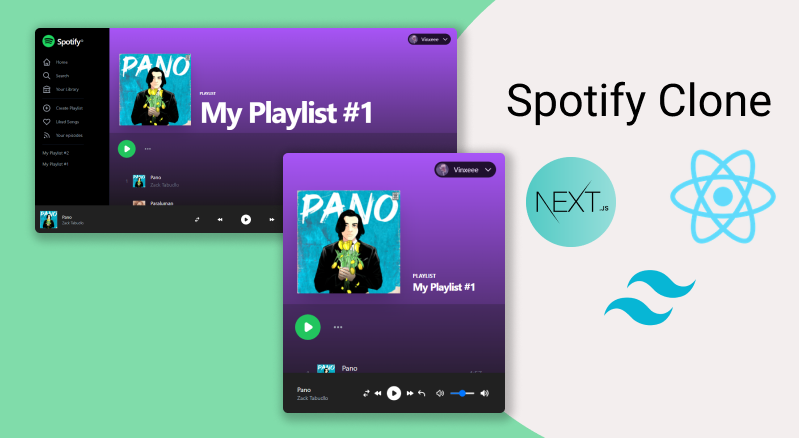 Spotify
Vinxeee
Home
Search
Your Library
Create Playlist
Liked Songs
Your episodes
My Playlist #2
My Playlist #1
PANO
PLAYLIST
My Playlist #1
Pano
Zack Tabudlo
Paraluman
PANO
Pano
Zack Tabudlo
Vinxeee
PANO
PLAYLIST
My Playlist #1
Pano
Pano
Zack Tabudlo
Spotify Clone
NEXT.JS